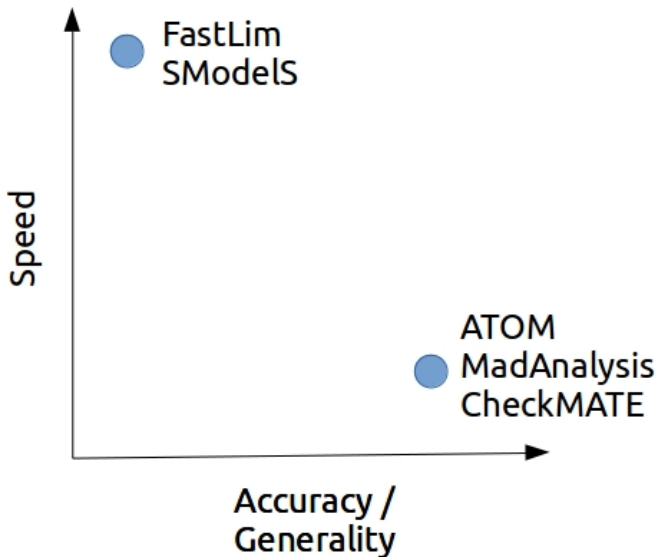 FastLim
SModelS
Speed
ATOM
MadAnalysis
CheckMATE
Accuracy /
Generality